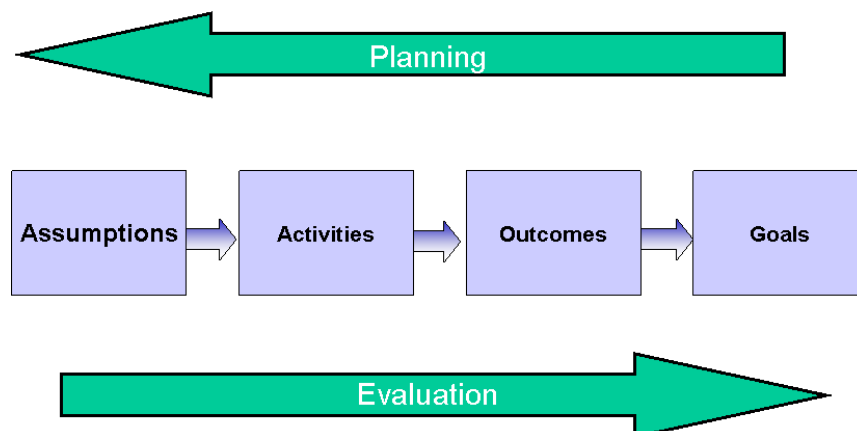 Planning
Assumptions
Activities
Outcomes
Goals
Evaluation